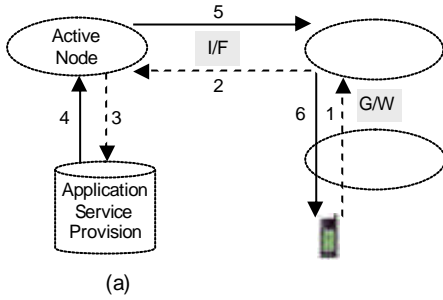 5
Active
Node
I/F
2
4
3
6
1
G/W
Application
Service
Provision
(a)